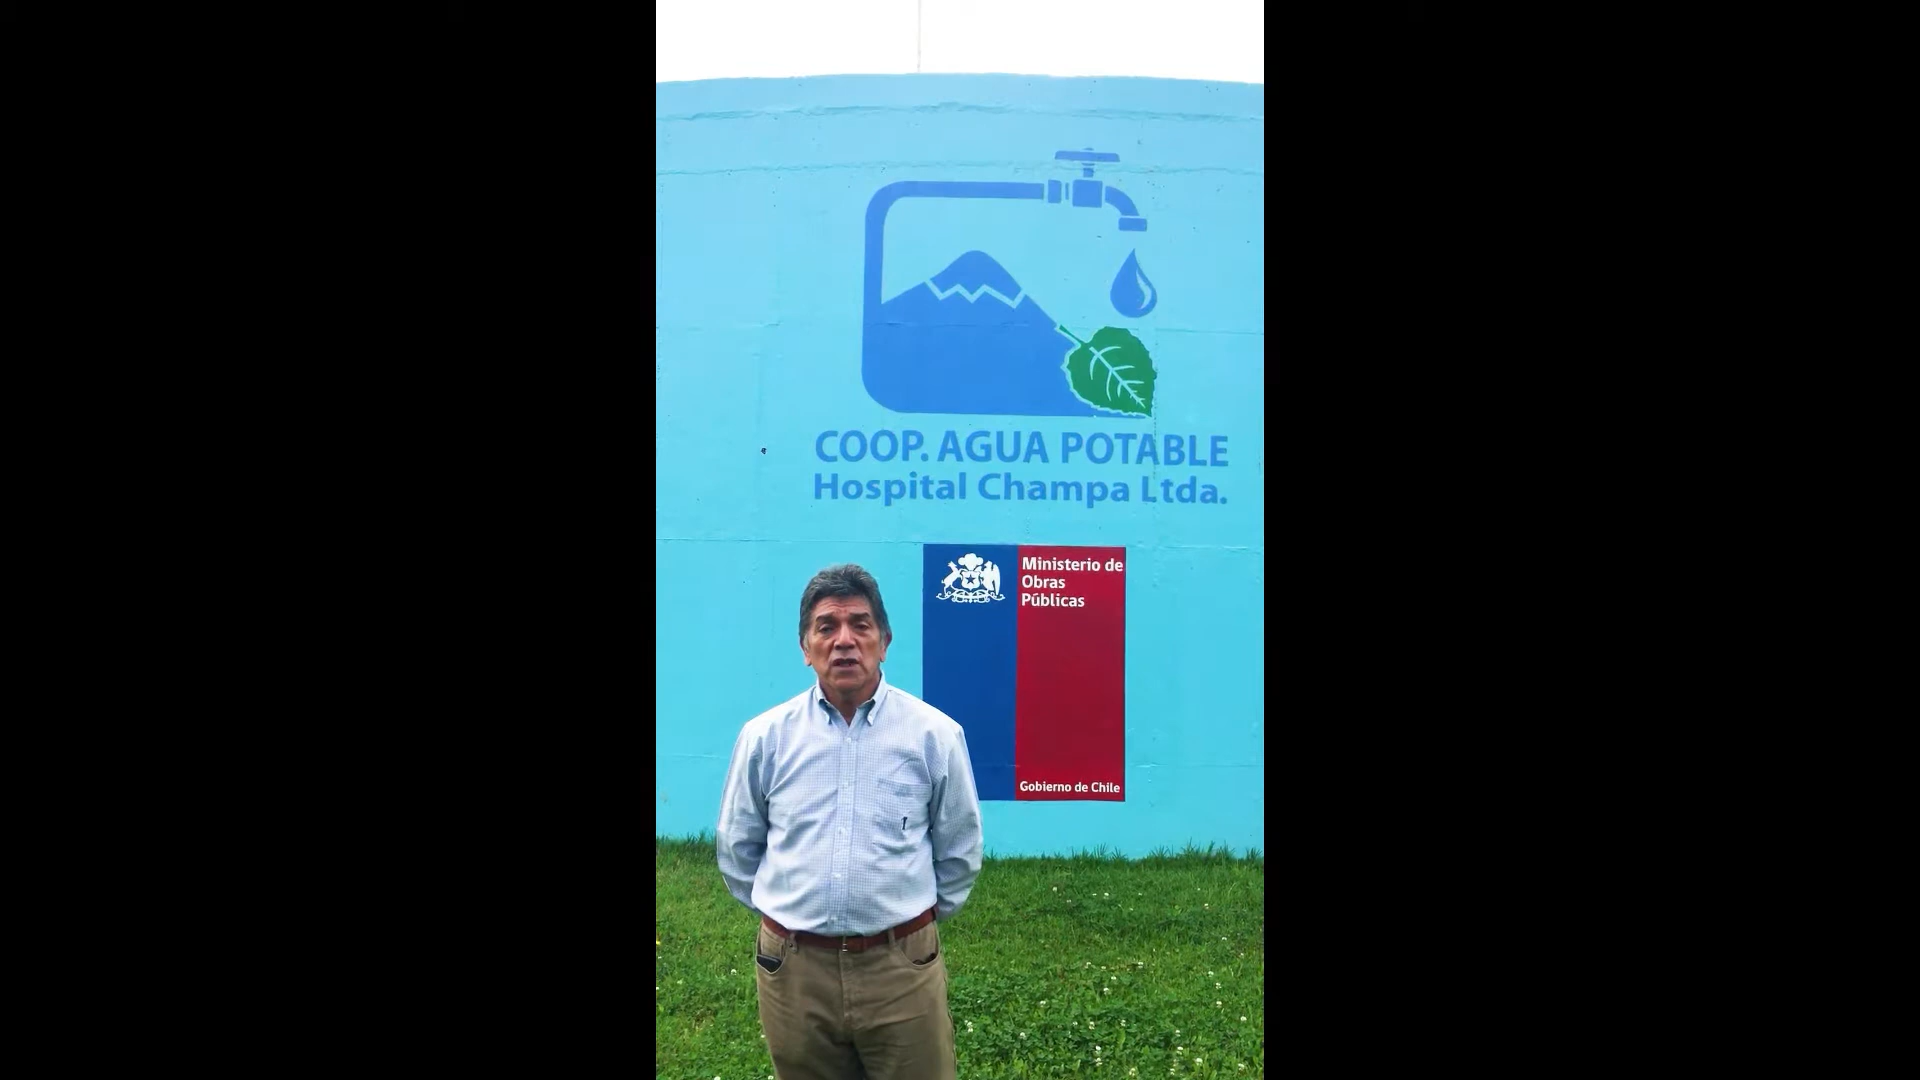 COOP. AGUA POTABLE
Hospital Champa Ltda.
Ministerio de
Obras
Públicas
Gobierno de Chile